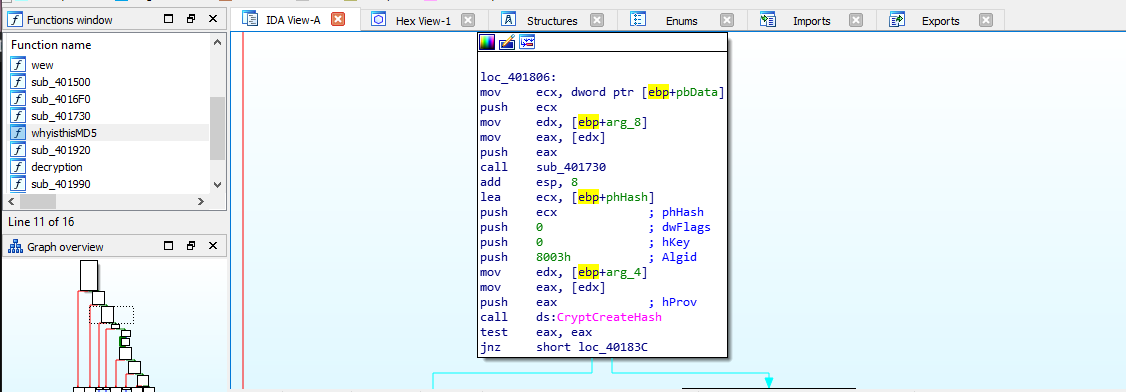 Functions window
IDA View-A
Hex View-1
Structures
Enums
Imports
Exports
Function name
wew
sub_401500
sub_4016F0
sub_401730
whyisthisMD5
sub_401920
decryption
sub_401990
Line 11 of 16
Graph overview
loc_401806:
mov ecx, dword ptr [ebp+pbData]
push ecx
mov edx, [ebp+arg_8]
mov eax, [edx]
push eax
call sub_401730
add esp, 8
lea ecx, [ebp+phHash]
push ecx ; phHash
push 0 ; dwFlags
push 0 ; hKey
push 8003h ; Algid
mov edx, [ebp+arg_4]
mov eax, [edx]
push eax ; hProv
call ds:CryptCreateHash
test eax, eax
jnz short loc_40183C